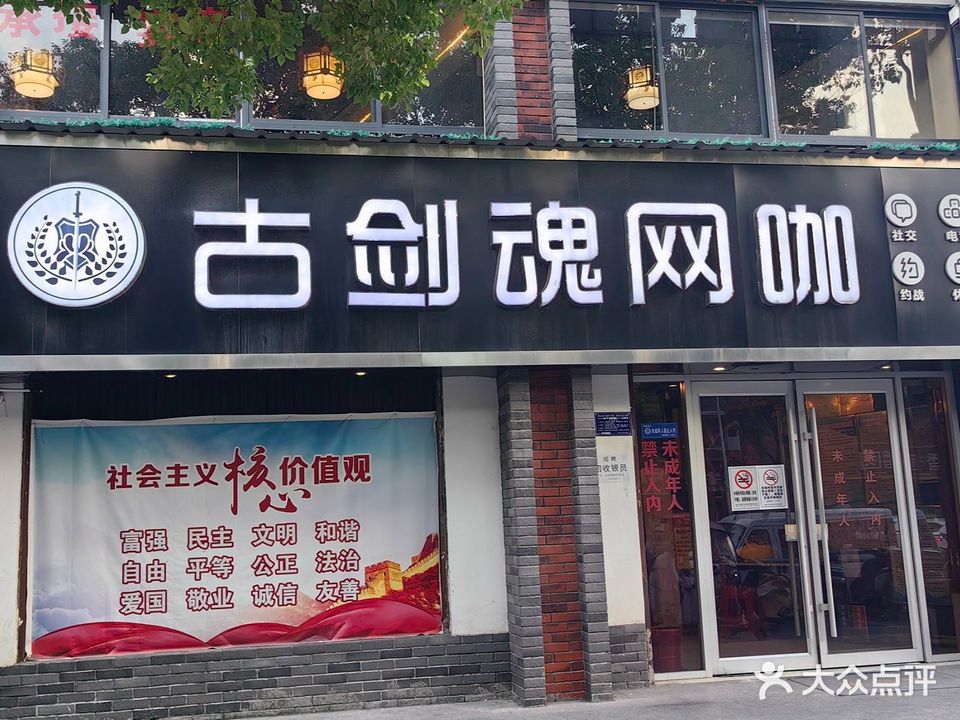 古剑魂网咖
社交
电
约战
休
社会主义核心价值观
富强 民主 文明 和谐
自由 平等 公正 法治
爱国 敬业 诚信 友善
招聘
招收银员
未成年人
禁止入内
禁止入内
未成年人
大众点评